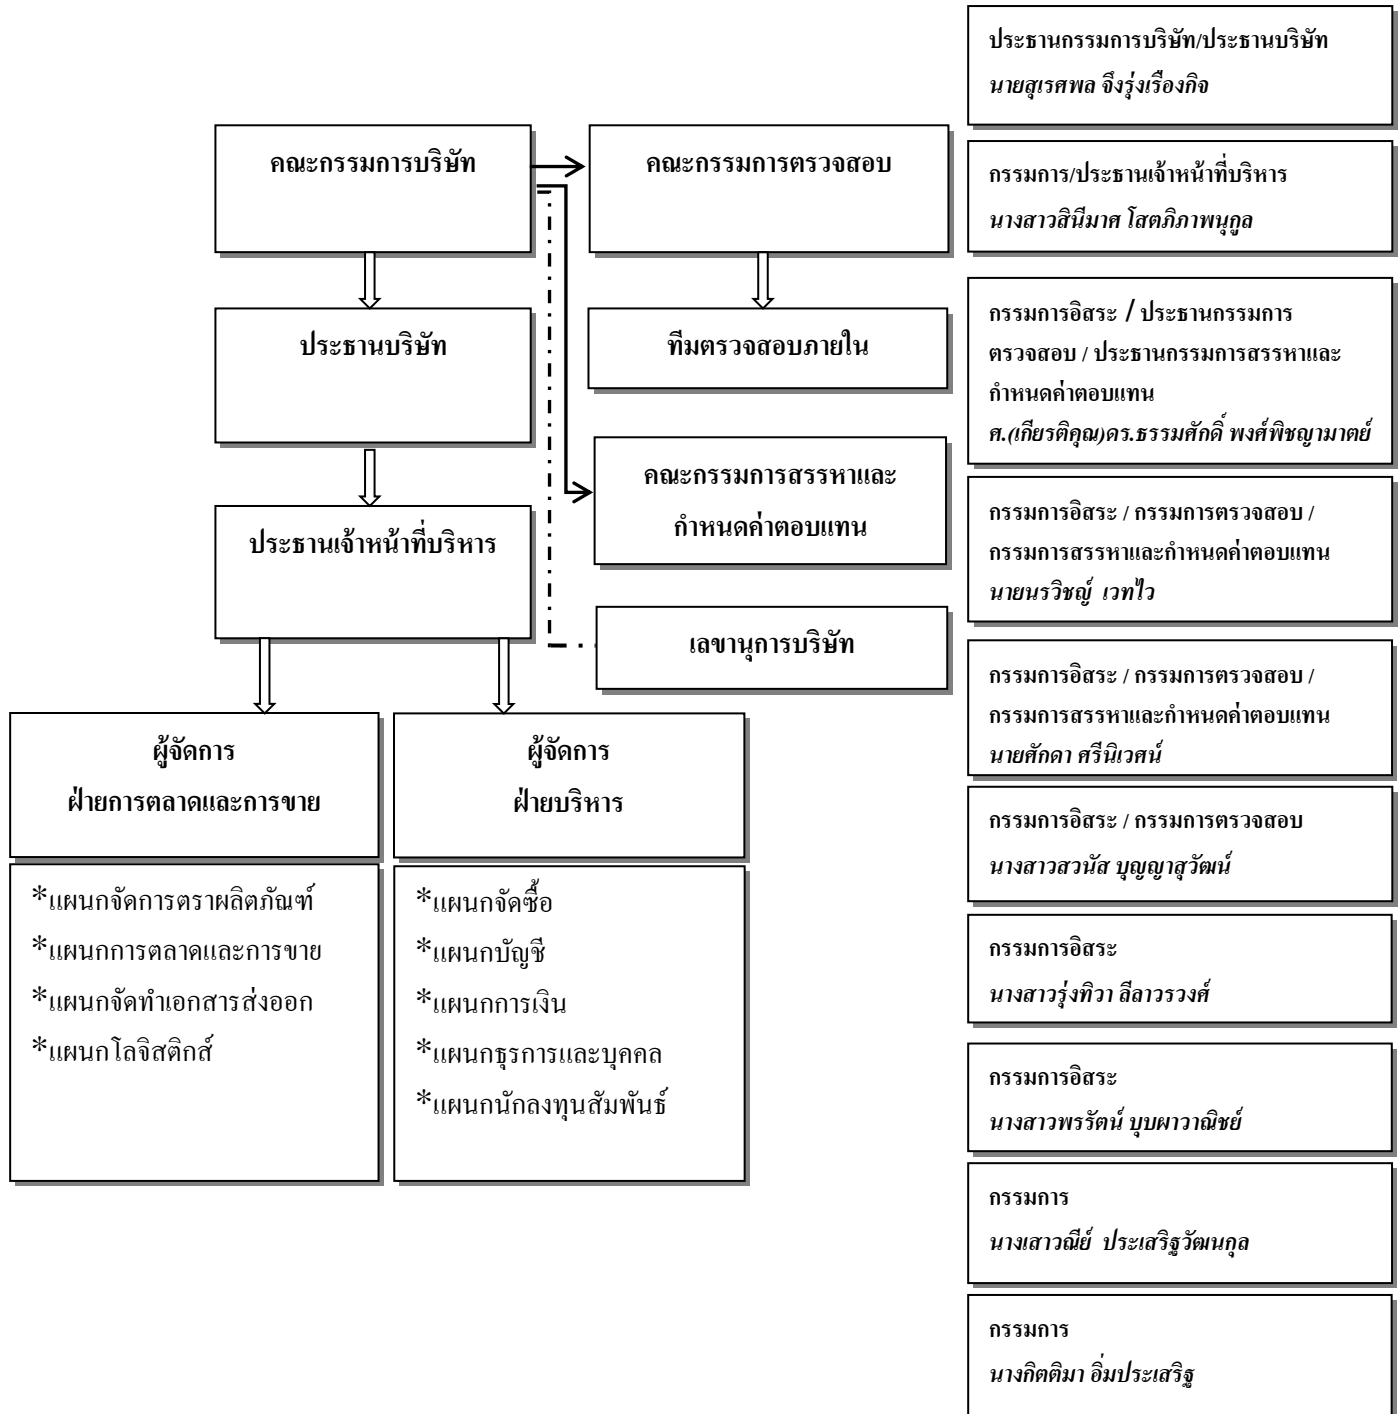 คณะกรรมการบริษัท
คณะกรรมการตรวจสอบ
ประธานบริษัท
ทีมตรวจสอบภายใน
คณะกรรมการสรรหาและ
กำหนดค่าตอบแทน
ประธานเจ้าหน้าที่บริหาร
เลขานุการบริษัท
ผู้จัดการ
ฝ่ายการตลาดและการขาย
*แผนกจัดการตราผลิตภัณฑ์
*แผนกการตลาดและการขาย
*แผนกจัดทำเอกสารส่งออก
*แผนกโลจิสติกส์
ผู้จัดการ
ฝ่ายบริหาร
*แผนกจัดซื้อ
*แผนกบัญชี
*แผนกการเงิน
*แผนกธุรการและบุคคล
*แผนกนักลงทุนสัมพันธ์
ประธานกรรมการบริษัท/ประธานบริษัท
นายสุเรศพล จึงรุ่งเรืองกิจ
กรรมการ/ประธานเจ้าหน้าที่บริหาร
นางสาวสินีมาศ โสตภิภาพนุกูล
กรรมการอิสระ / ประธานกรรมการ
ตรวจสอบ / ประธานกรรมการสรรหาและ
กำหนดค่าตอบแทน
ศ.(เกียรติคุณ)ดร.ธรรมศักดิ์ พงศ์พิชญามาตย์
กรรมการอิสระ / กรรมการตรวจสอบ /
กรรมการสรรหาและกำหนดค่าตอบแทน
นายนรวิชญ์ เวทไว
กรรมการอิสระ / กรรมการตรวจสอบ /
กรรมการสรรหาและกำหนดค่าตอบแทน
นายศักดา ศรีนิเวศน์
กรรมการอิสระ / กรรมการตรวจสอบ
นางสาวสวนัส บุญญาสุวัฒน์
กรรมการอิสระ
นางสาวรุ่งทิวา ลีลาวรวงศ์
กรรมการอิสระ
นางสาวพรรัตน์ บุบผาวาณิชย์
กรรมการ
นางเสาวณีย์ ประเสริฐวัฒนกุล
กรรมการ
นางกิตติมา อิ่มประเสริฐ